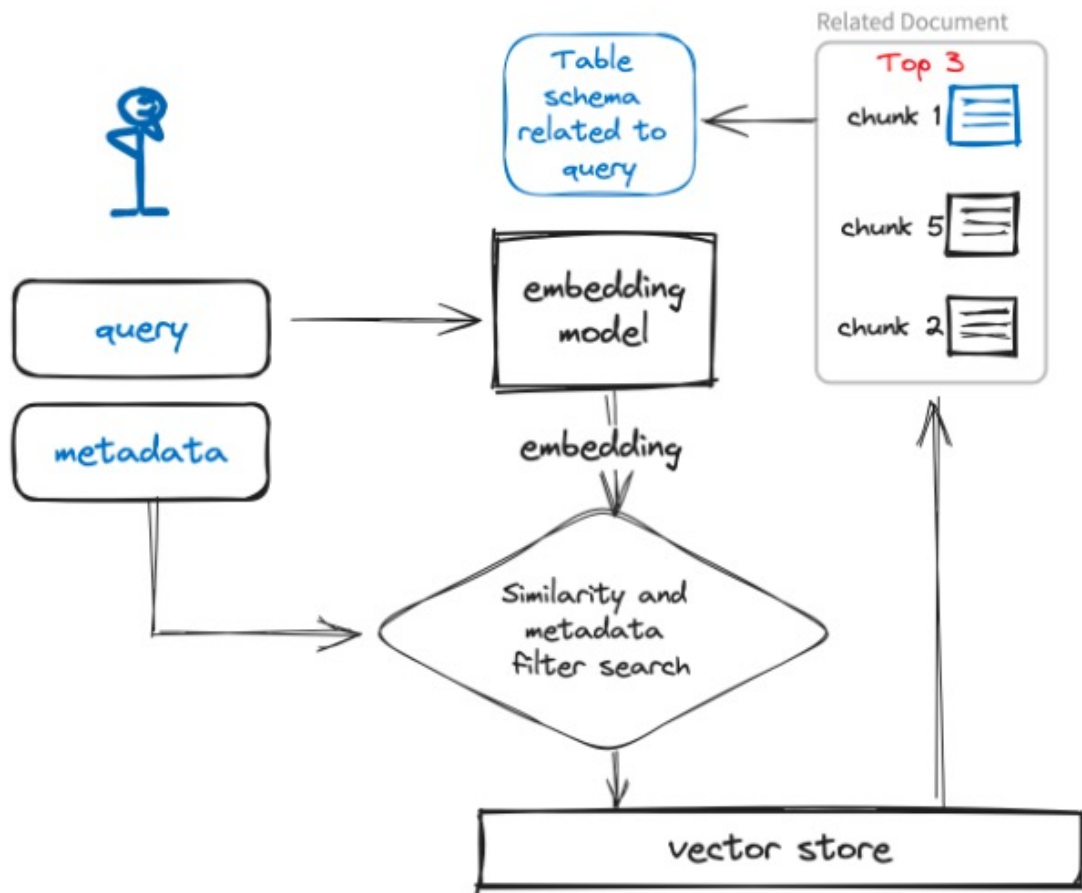 Related Document
Top 3
Table
schema
related to
query
chunk 1
chunk 5
chunk 2
query
embedding
model
metadata
embedding
Similarity and
metadata
filter search
vector store